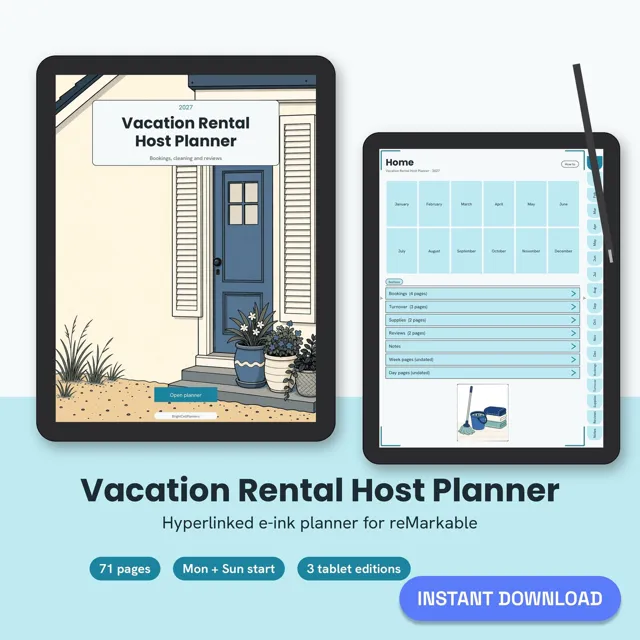 2027
Vacation Rental
Host Planner
Bookings, cleaning and reviews
Open planner
Home
Vacation Rental Host Planner · 2027
January
February
March
April
May
June
July
August
September
October
November
December
Bookings (4 pages)
Turnover (3 pages)
Supplies (2 pages)
Reviews (2 pages)
Notes
Week pages (undated)
Day pages (undated)
Vacation Rental Host Planner
Hyperlinked e-ink planner for reMarkable
71 pages
Mon + Sun start
3 tablet editions
INSTANT DOWNLOAD